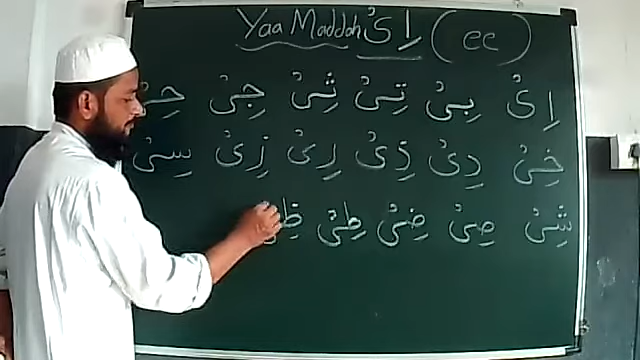 Yaa Maddah اِىْ (ee)
اِىْ بِىْ تِىْ ثِىْ جِىْ حِىْ
خِىْ دِىْ ذِىْ رِىْ زِىْ سِىْ
شِىْ صِىْ ضِىْ طِىْ ظِىْ